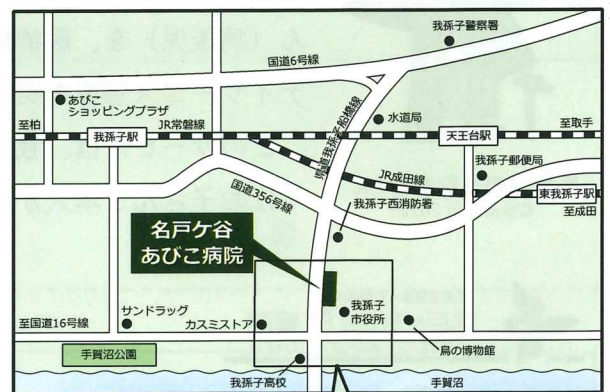 我孫子警察署
国道6号線
あびこ
ショッピングプラザ
水道局
県道我孫子船橋線
至柏
我孫子駅
JR常磐線
天王台駅
至取手
我孫子郵便局
JR成田線
東我孫子駅
至成田
国道356号線
我孫子西消防署
名戸ケ谷
あびこ病院
サンドラッグ
カスミストア
我孫子
市役所
至国道16号線
鳥の博物館
手賀沼公園
我孫子高校
手賀沼